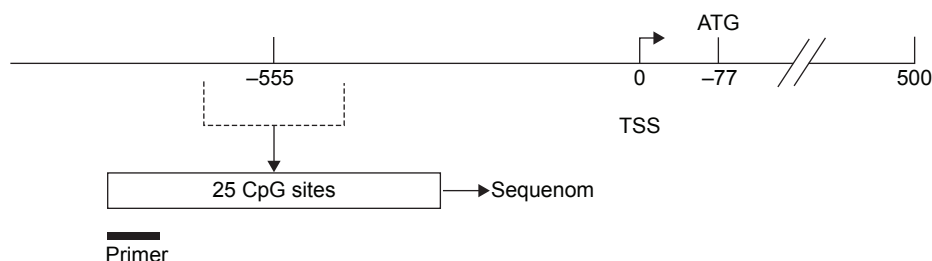 ATG
–555
0
–77
500
TSS
25 CpG sites
Sequenom
Primer